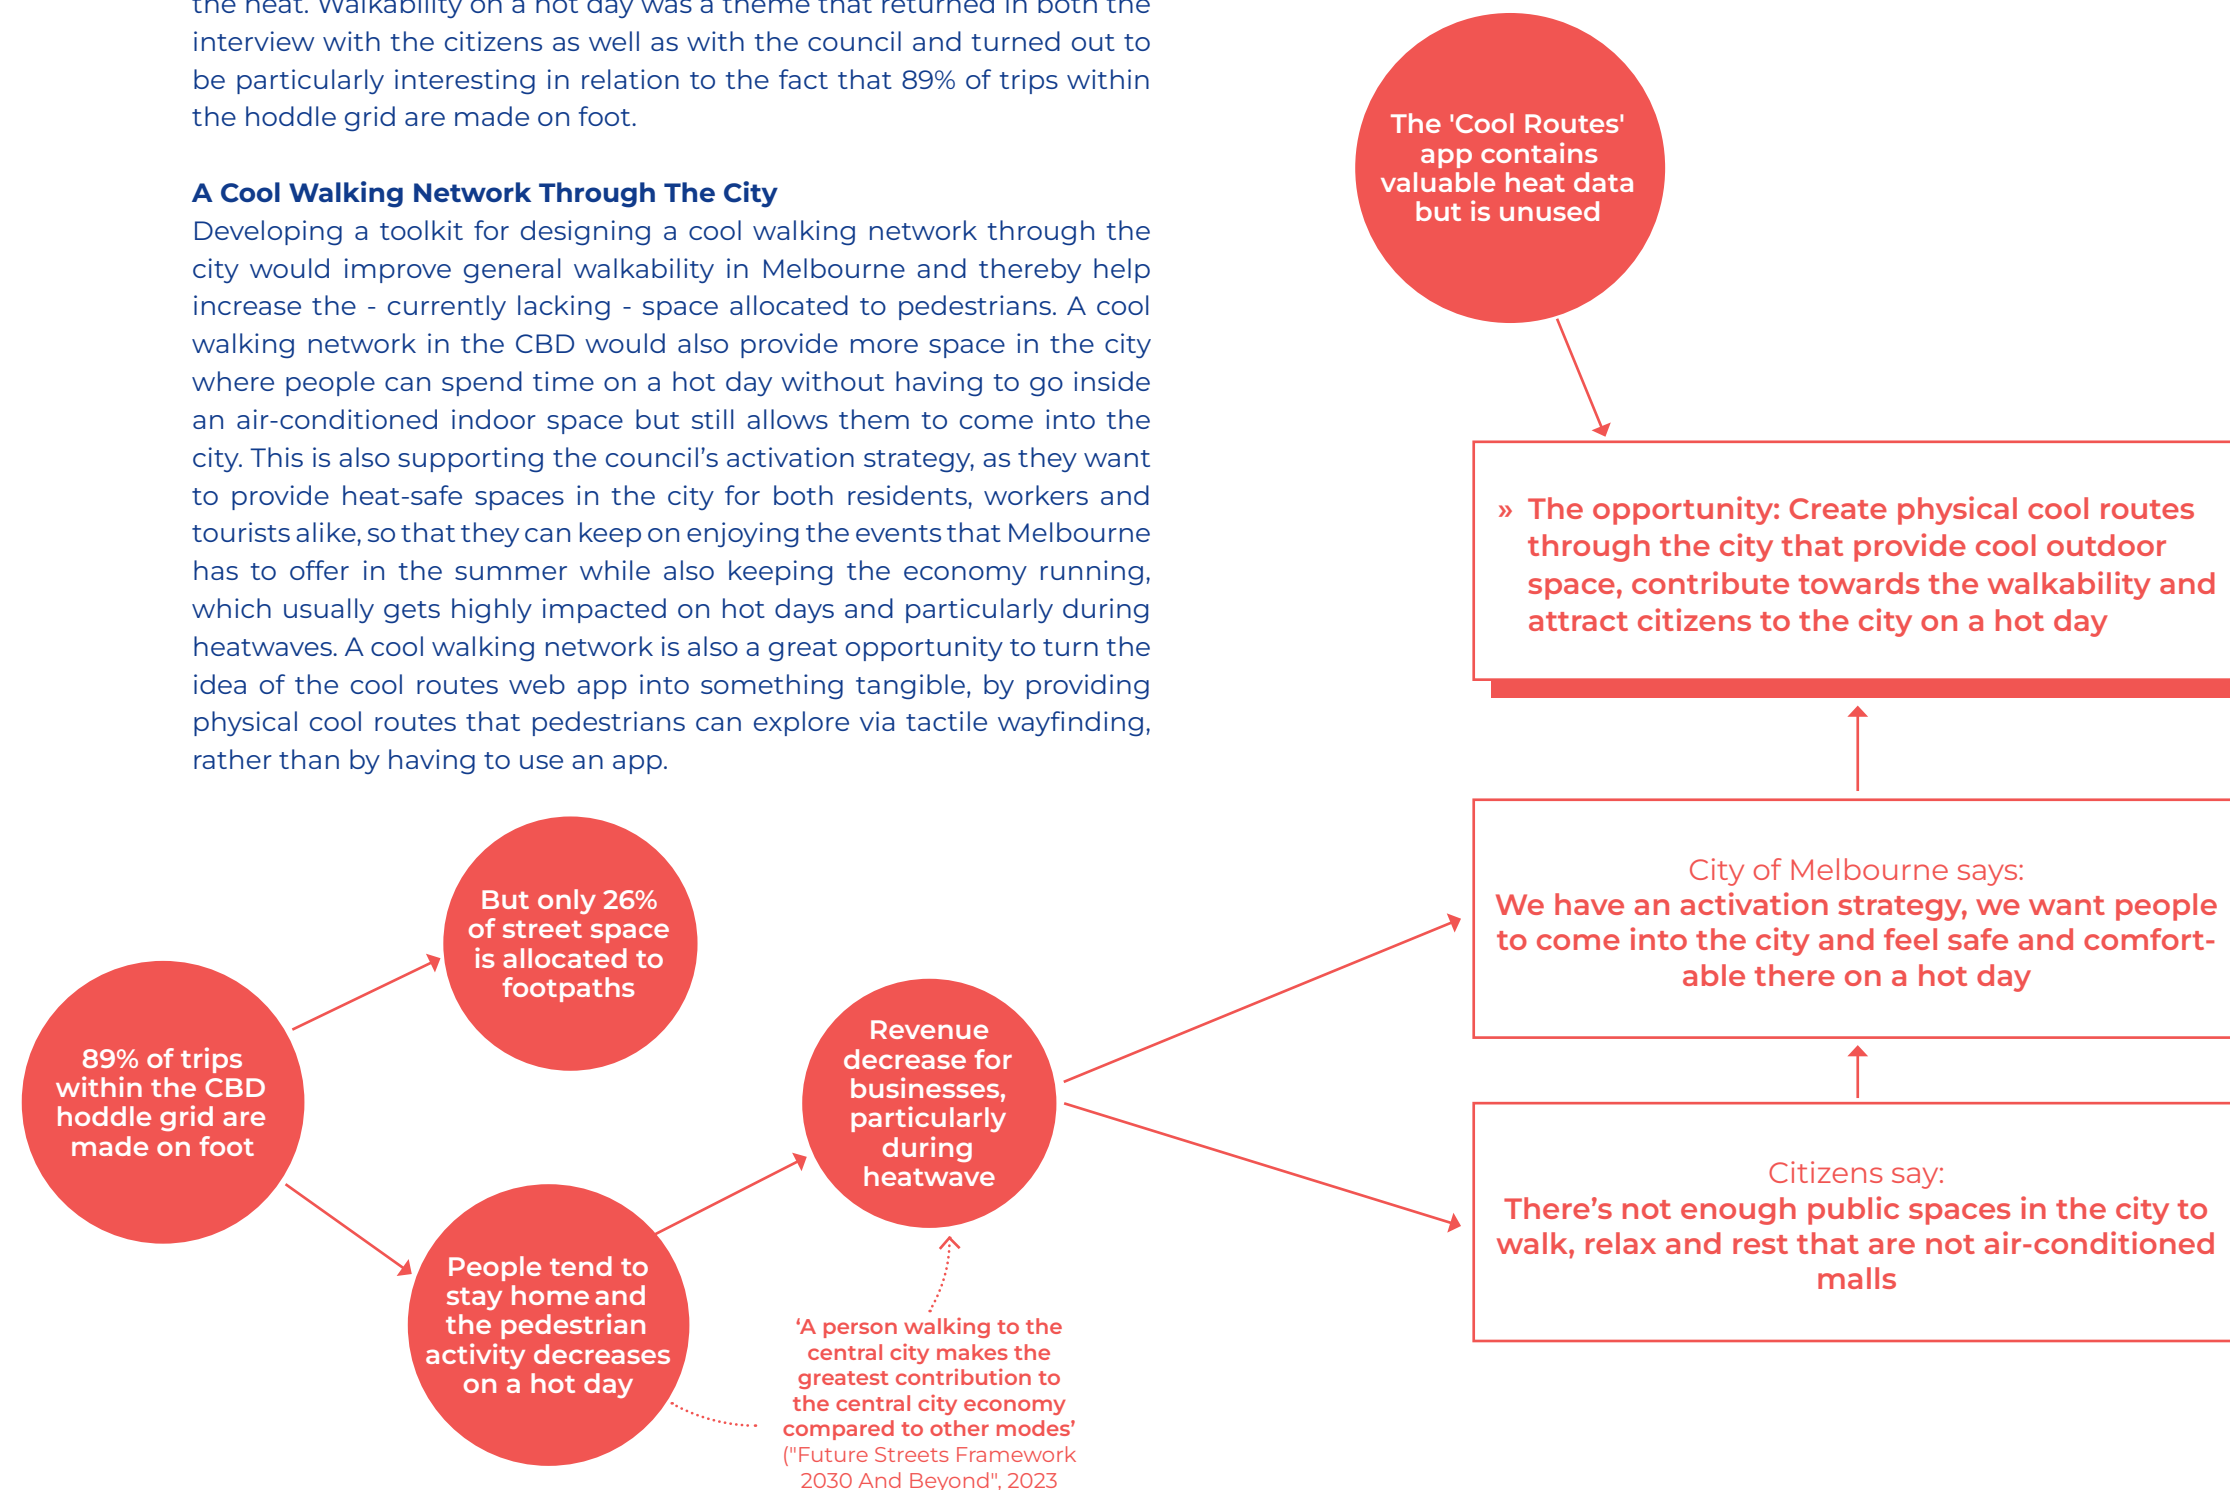 the heat. Walkability on a hot day was a theme that returned in both the
interview with the citizens as well as with the council and turned out to
be particularly interesting in relation to the fact that 89% of trips within
the hoddle grid are made on foot.
A Cool Walking Network Through The City
Developing a toolkit for designing a cool walking network through the
city would improve general walkability in Melbourne and thereby help
increase the - currently lacking - space allocated to pedestrians. A cool
walking network in the CBD would also provide more space in the city
where people can spend time on a hot day without having to go inside
an air-conditioned indoor space but still allows them to come into the
city. This is also supporting the council’s activation strategy, as they want
to provide heat-safe spaces in the city for both residents, workers and
tourists alike, so that they can keep on enjoying the events that Melbourne
has to offer in the summer while also keeping the economy running,
which usually gets highly impacted on hot days and particularly during
heatwaves. A cool walking network is also a great opportunity to turn the
idea of the cool routes web app into something tangible, by providing
physical cool routes that pedestrians can explore via tactile wayfinding,
rather than by having to use an app.
The 'Cool Routes'
app contains
valuable heat data
but is unused
» The opportunity: Create physical cool routes
through the city that provide cool outdoor
space, contribute towards the walkability and
attract citizens to the city on a hot day
City of Melbourne says:
We have an activation strategy, we want people
to come into the city and feel safe and comfort-
able there on a hot day
Citizens say:
There’s not enough public spaces in the city to
walk, relax and rest that are not air-conditioned
malls
89% of trips
within the CBD
hoddle grid are
made on foot
But only 26%
of street space
is allocated to
footpaths
People tend to
stay home and
the pedestrian
activity decreases
on a hot day
Revenue
decrease for
businesses,
particularly
during
heatwave
‘A person walking to the
central city makes the
greatest contribution to
the central city economy
compared to other modes’
("Future Streets Framework
2030 And Beyond", 2023